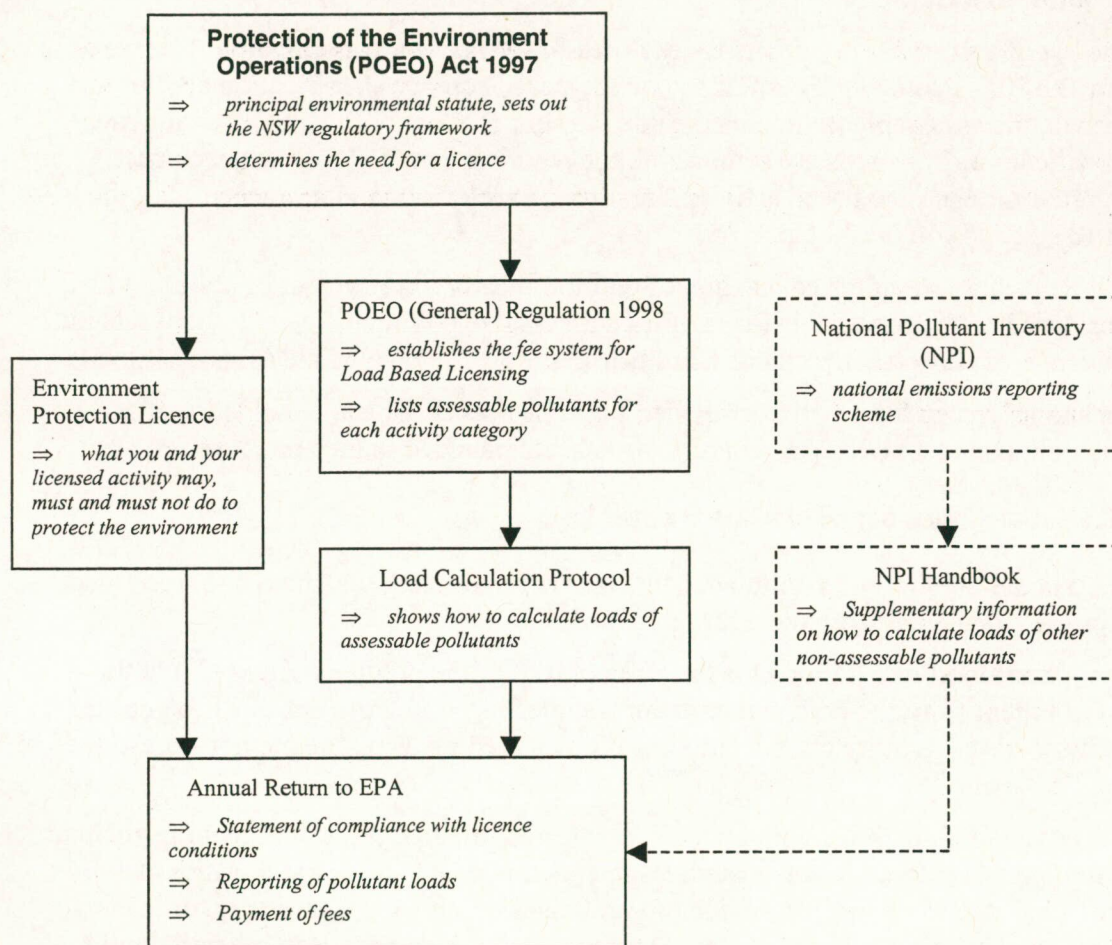 Protection of the Environment
Operations (POEO) Act 1997
⇒ principal environmental statute, sets out
the NSW regulatory framework
⇒ determines the need for a licence
POEO (General) Regulation 1998
⇒ establishes the fee system for
Load Based Licensing
⇒ lists assessable pollutants for
each activity category
National Pollutant Inventory
(NPI)
⇒ national emissions reporting
scheme
Environment
Protection Licence
⇒ what you and your
licensed activity may,
must and must not do to
protect the environment
Load Calculation Protocol
⇒ shows how to calculate loads of
assessable pollutants
NPI Handbook
⇒ Supplementary information
on how to calculate loads of other
non-assessable pollutants
Annual Return to EPA
⇒ Statement of compliance with licence
conditions
⇒ Reporting of pollutant loads
⇒ Payment of fees